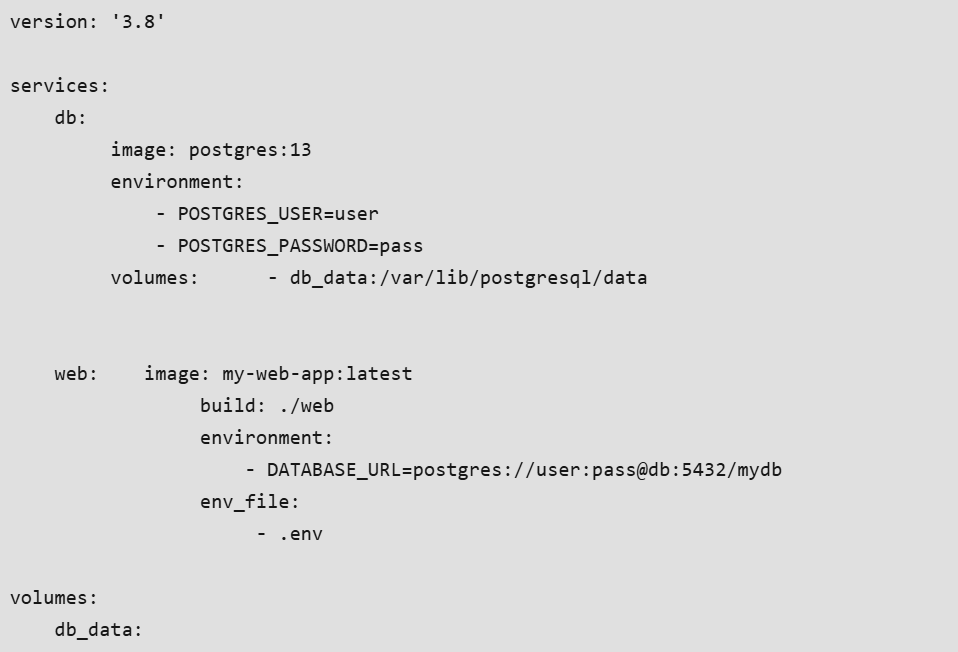 version: '3.8'

services:
    db:
         image: postgres:13
         environment:
             - POSTGRES_USER=user
             - POSTGRES_PASSWORD=pass
         volumes:      - db_data:/var/lib/postgresql/data


    web:    image: my-web-app:latest
                 build: ./web
                 environment:
                     - DATABASE_URL=postgres://user:pass@db:5432/mydb
                 env_file:
                      - .env

volumes:
    db_data: